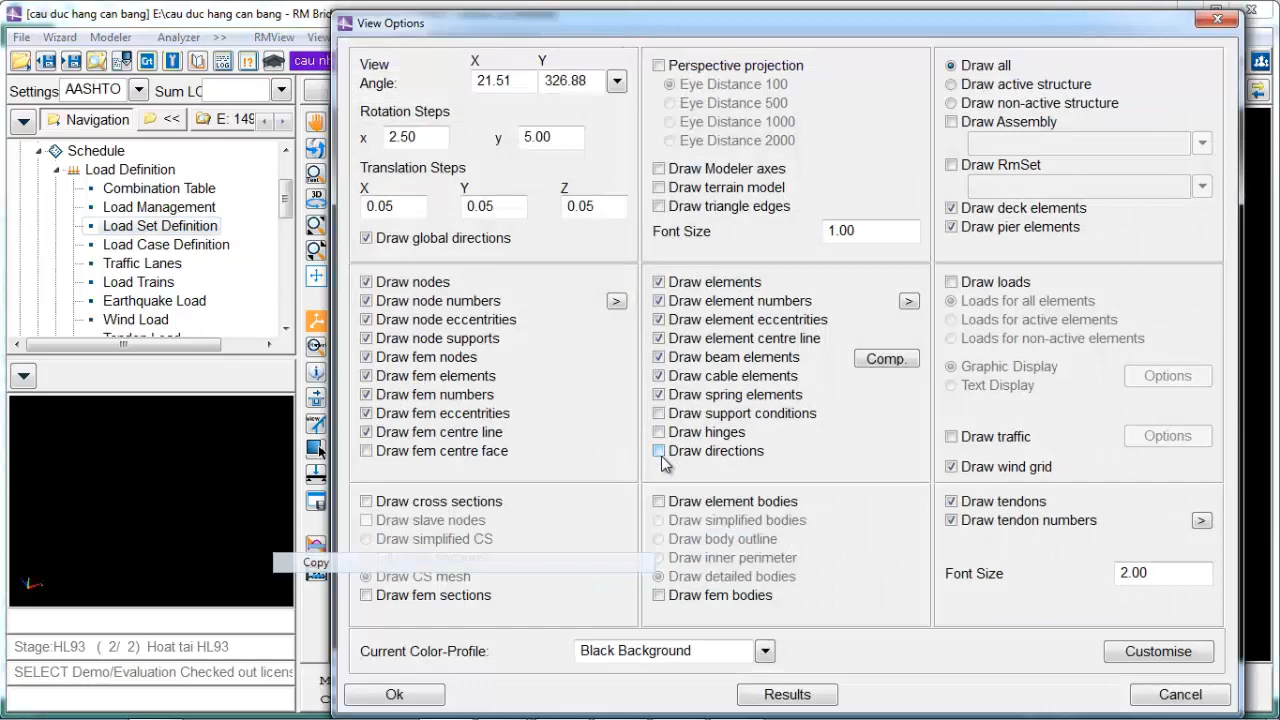 [cau duc hang can bang] E:\cau duc hang can bang\ - RM Bri
File Wizard Modeler Analyzer >> RMView View
Crt LOG !? cau nh
Settings AASHTO Sum LC
Navigation << E: 149
Schedule
Load Definition
Combination Table
Load Management
Load Set Definition
Load Case Definition
Traffic Lanes
Load Trains
Earthquake Load
Wind Load
3D
view
Copy
Stage:HL93 ( 2/ 2) Hoat tai HL93
SELECT Demo/Evaluation Checked out licens
View Options
View X Y
Angle: 21.51 326.88
Rotation Steps
x 2.50 y 5.00
Translation Steps
X Y Z
0.05 0.05 0.05
Draw global directions
Perspective projection
Eye Distance 100
Eye Distance 500
Eye Distance 1000
Eye Distance 2000
Draw Modeler axes
Draw terrain model
Draw triangle edges
Font Size 1.00
Draw all
Draw active structure
Draw non-active structure
Draw Assembly
Draw RmSet
Draw deck elements
Draw pier elements
Draw nodes
Draw node numbers >
Draw node eccentrities
Draw node supports
Draw fem nodes
Draw fem elements
Draw fem numbers
Draw fem eccentrities
Draw fem centre line
Draw fem centre face
Draw elements
Draw element numbers >
Draw element eccentrities
Draw element centre line
Draw beam elements Comp.
Draw cable elements
Draw spring elements
Draw support conditions
Draw hinges
Draw directions
Draw loads
Loads for all elements
Loads for active elements
Loads for non-active elements
Graphic Display
Text Display Options
Draw traffic Options
Draw wind grid
Draw cross sections
Draw slave nodes
Draw simplified CS
Draw CS mesh
Draw fem sections
Draw element bodies
Draw simplified bodies
Draw body outline
Draw inner perimeter
Draw detailed bodies
Draw fem bodies
Draw tendons
Draw tendon numbers >
Font Size 2.00
Current Color-Profile: Black Background Customise
Ok Results Cancel